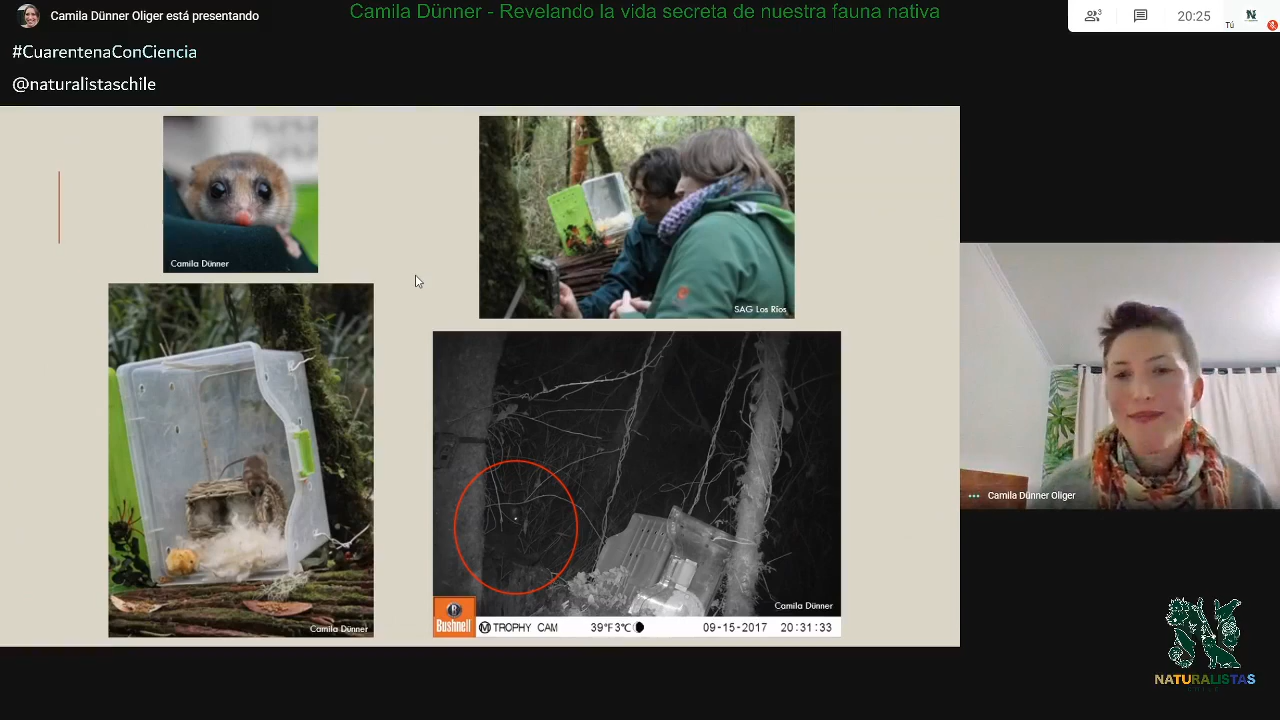 Camila Dünner Oliger está presentando
Camila Dünner - Revelando la vida secreta de nuestra fauna nativa
3
20:25
Tú
#CuarentenaConCiencia
@naturalistaschile
Camila Dünner
SAG Los Ríos
Camila Dünner
Camila Dünner
Bushnell
M TROPHY CAM 39°F 3°C 09-15-2017 20:31:33
Camila Dünner Oliger
NATURALISTAS
CHILE